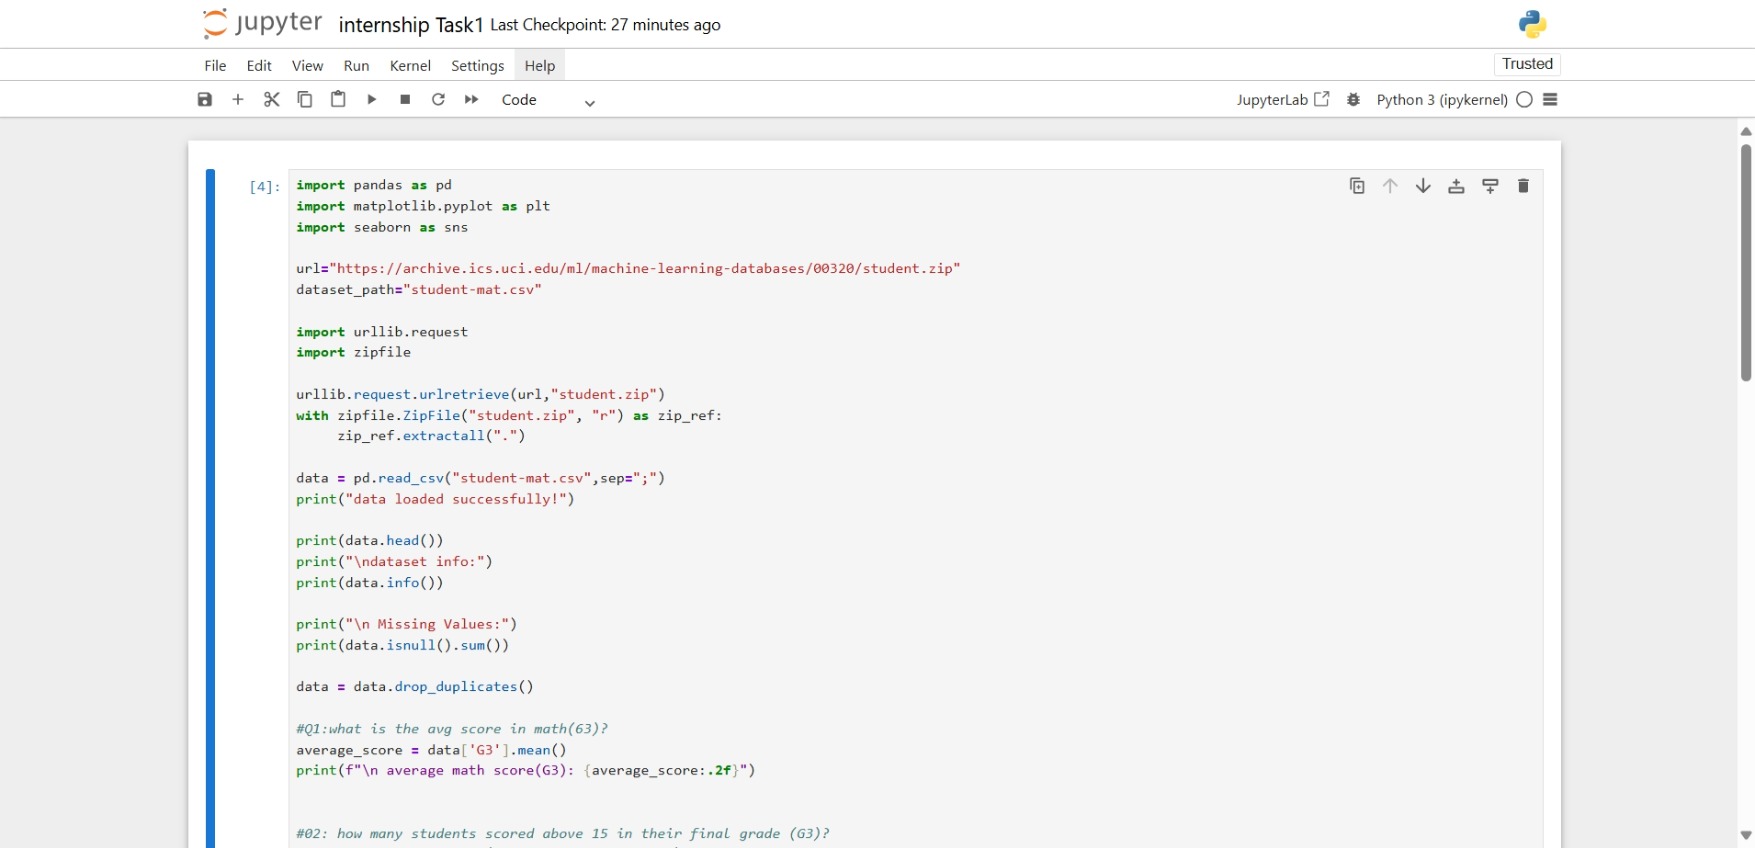 jupyter internship Task1 Last Checkpoint: 27 minutes ago
File Edit View Run Kernel Settings Help Trusted
Code JupyterLab Python 3 (ipykernel)
[4]: import pandas as pd
import matplotlib.pyplot as plt
import seaborn as sns
url="https://archive.ics.uci.edu/ml/machine-learning-databases/00320/student.zip"
dataset_path="student-mat.csv"
import urllib.request
import zipfile
urllib.request.urlretrieve(url,"student.zip")
with zipfile.ZipFile("student.zip", "r") as zip_ref:
     zip_ref.extractall(".")
data = pd.read_csv("student-mat.csv",sep=";")
print("data loaded successfully!")
print(data.head())
print("\ndataset info:")
print(data.info())
print("\n Missing Values:")
print(data.isnull().sum())
data = data.drop_duplicates()
#Q1:what is the avg score in math(63)?
average_score = data['G3'].mean()
print(f"\n average math score(G3): {average_score:.2f}")
#02: how many students scored above 15 in their final grade (G3)?